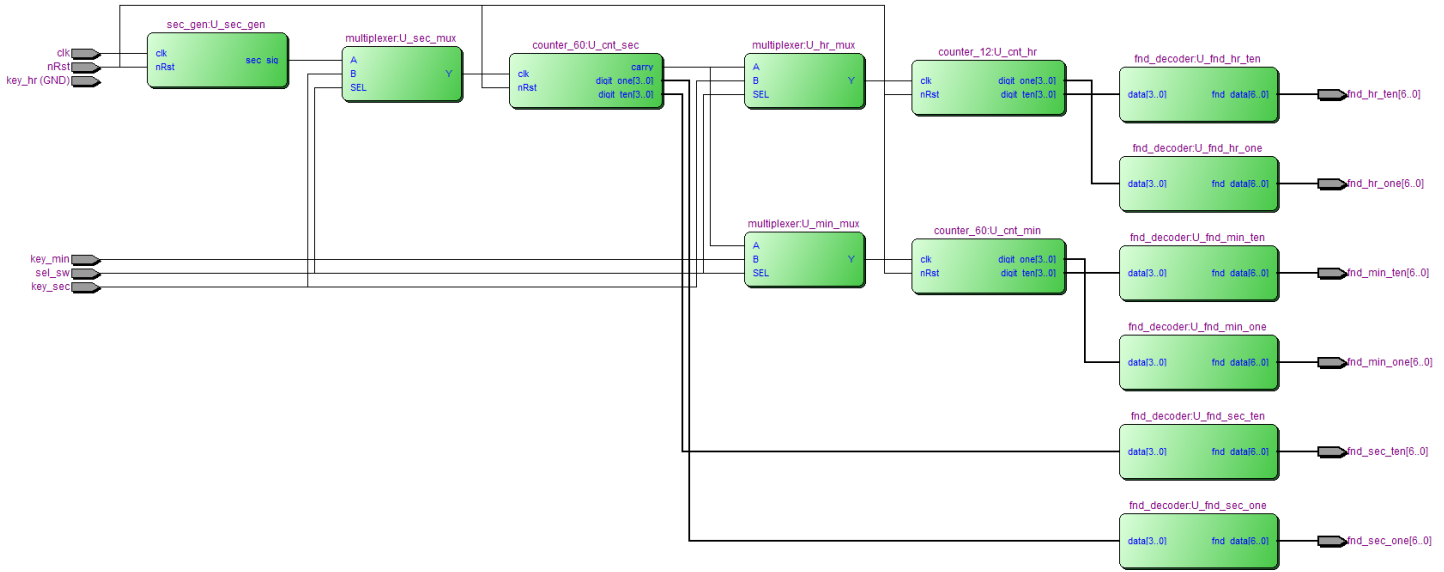 sec_gen:U_sec_gen
clk
nRst
sec_sig
clk
nRst
key_hr (GND)
multiplexer:U_sec_mux
A
B
SEL
Y
counter_60:U_cnt_sec
clk
nRst
carry
digit_one[3..0]
digit_ten[3..0]
multiplexer:U_hr_mux
A
B
SEL
Y
counter_12:U_cnt_hr
clk
nRst
digit_one[3..0]
digit_ten[3..0]
fnd_decoder:U_fnd_hr_ten
data[3..0]
fnd_data[6..0]
fnd_hr_ten[6..0]
fnd_decoder:U_fnd_hr_one
data[3..0]
fnd_data[6..0]
fnd_hr_one[6..0]
key_min
sel_sw
key_sec
multiplexer:U_min_mux
A
B
SEL
Y
counter_60:U_cnt_min
clk
nRst
digit_one[3..0]
digit_ten[3..0]
fnd_decoder:U_fnd_min_ten
data[3..0]
fnd_data[6..0]
fnd_min_ten[6..0]
fnd_decoder:U_fnd_min_one
data[3..0]
fnd_data[6..0]
fnd_min_one[6..0]
fnd_decoder:U_fnd_sec_ten
data[3..0]
fnd_data[6..0]
fnd_sec_ten[6..0]
fnd_decoder:U_fnd_sec_one
data[3..0]
fnd_data[6..0]
fnd_sec_one[6..0]